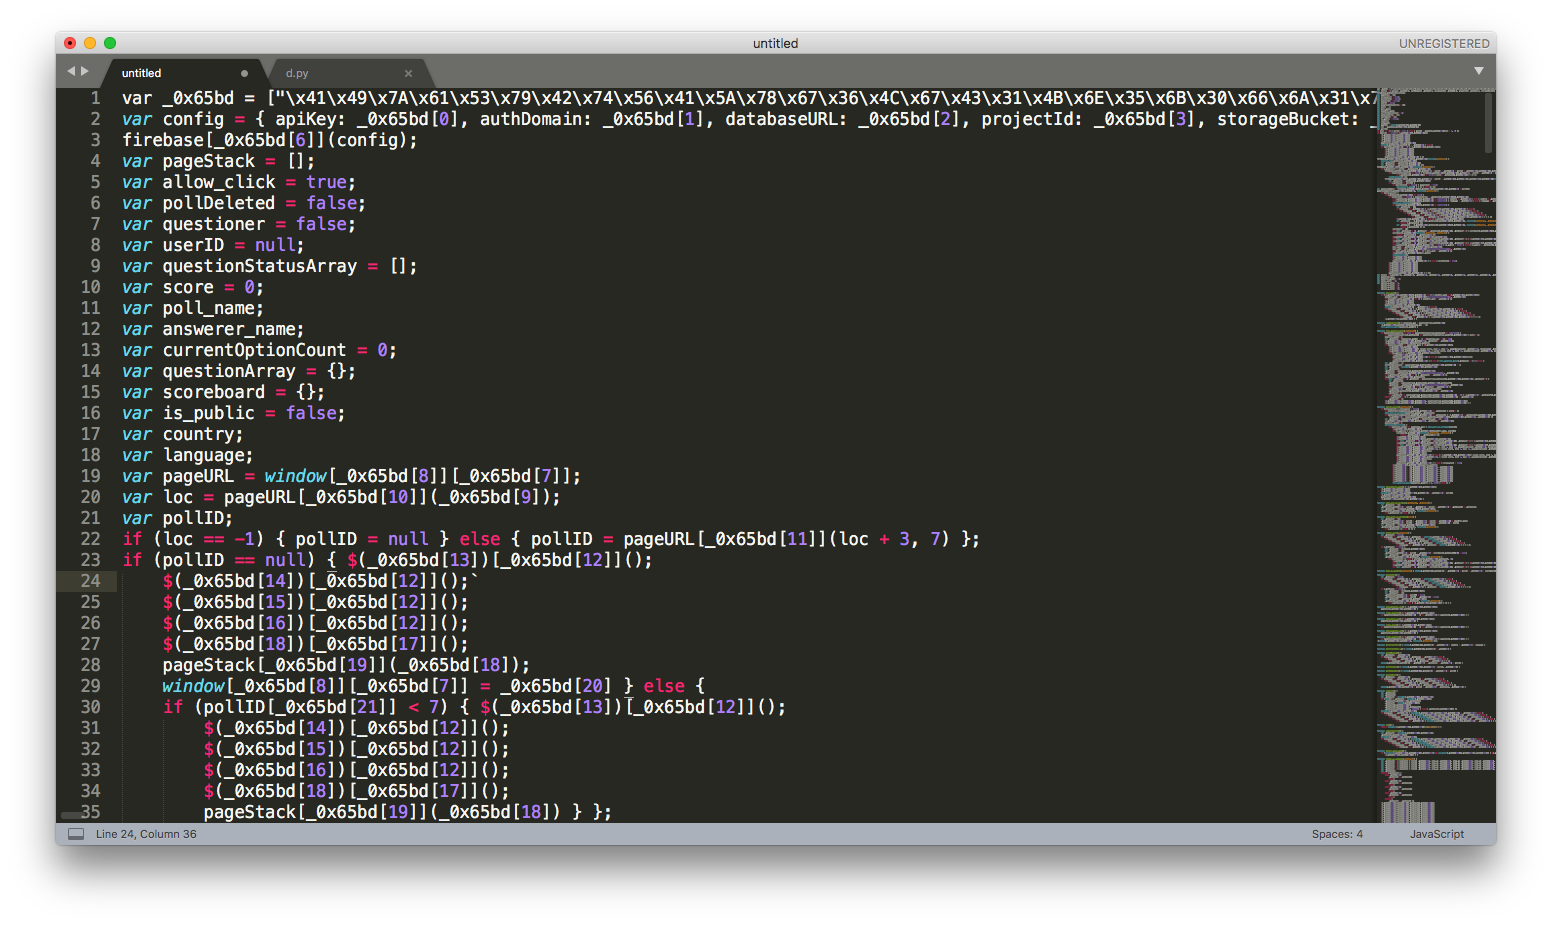 untitled
UNREGISTERED
untitled
d.py
1 var _0x65bd = ["\x41\x49\x7A\x61\x53\x79\x42\x74\x56\x41\x5A\x78\x67\x36\x4C\x67\x43\x31\x4B\x6E\x35\x6B\x30\x66\x6A\x31\x7
2 var config = { apiKey: _0x65bd[0], authDomain: _0x65bd[1], databaseURL: _0x65bd[2], projectId: _0x65bd[3], storageBucket: _
3 firebase[_0x65bd[6]](config);
4 var pageStack = [];
5 var allow_click = true;
6 var pollDeleted = false;
7 var questioner = false;
8 var userID = null;
9 var questionStatusArray = [];
10 var score = 0;
11 var poll_name;
12 var answerer_name;
13 var currentOptionCount = 0;
14 var questionArray = {};
15 var scoreboard = {};
16 var is_public = false;
17 var country;
18 var language;
19 var pageURL = window[_0x65bd[8]][_0x65bd[7]];
20 var loc = pageURL[_0x65bd[10]](_0x65bd[9]);
21 var pollID;
22 if (loc == -1) { pollID = null } else { pollID = pageURL[_0x65bd[11]](loc + 3, 7) };
23 if (pollID == null) { $(_0x65bd[13])[_0x65bd[12]]();
24 $(_0x65bd[14])[_0x65bd[12]]();`
25 $(_0x65bd[15])[_0x65bd[12]]();
26 $(_0x65bd[16])[_0x65bd[12]]();
27 $(_0x65bd[18])[_0x65bd[17]]();
28 pageStack[_0x65bd[19]](_0x65bd[18]);
29 window[_0x65bd[8]][_0x65bd[7]] = _0x65bd[20] } else {
30 if (pollID[_0x65bd[21]] < 7) { $(_0x65bd[13])[_0x65bd[12]]();
31 $(_0x65bd[14])[_0x65bd[12]]();
32 $(_0x65bd[15])[_0x65bd[12]]();
33 $(_0x65bd[16])[_0x65bd[12]]();
34 $(_0x65bd[18])[_0x65bd[17]]();
35 pageStack[_0x65bd[19]](_0x65bd[18]) } };
Line 24, Column 36
Spaces: 4
JavaScript